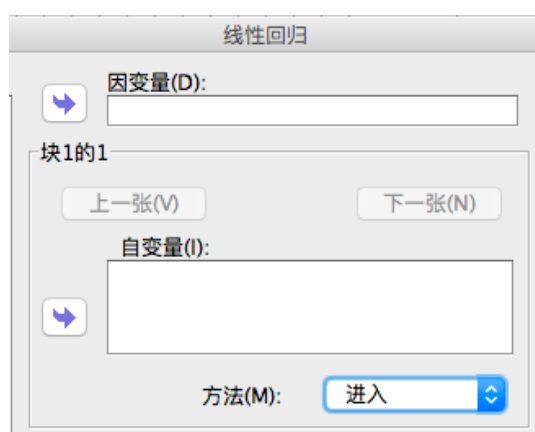 线性回归
因变量(D):
块1的1
上一张(V)
下一张(N)
自变量(I):
方法(M):
进入